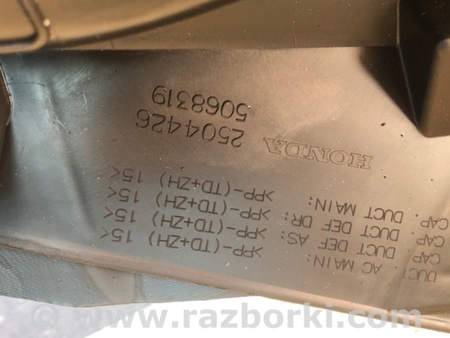 DUCT AC MAIN: >PP-(TD+ZH) 15<
CAP, DUCT DEF AS: >PP-(TD+ZH) 15<
CAP, DUCT DEF DR: >PP-(TD+ZH) 15<
CAP, DUCT MAIN: >PP-(TD+ZH) 15<
HONDA 2504426
5068319
www.razborki.com